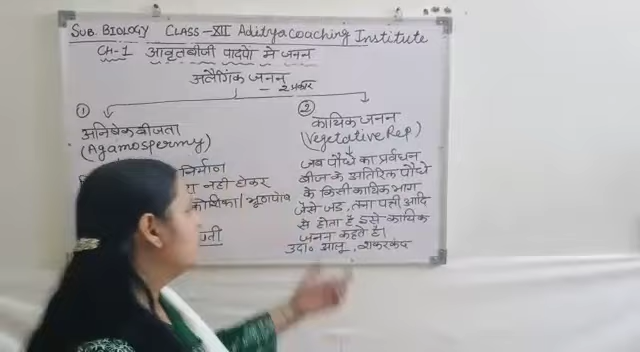 SUB. BIOLOGY CLASS-XII Aditya Coaching Institute
CH-1 आवृतबीजी पादपो मे जनन
अलैंगिक जनन
- 2 प्रकार
①
अनिषेकबीजता
(Agamospermy)
निर्माण
नही होकर
कोशिका/भ्रूणपोष
②
कायिक जनन
(Vegetative Rep)
जब पौधे का प्रर्वधन
बीज के अतिरिक्त पौधे
के किसी कायिक भाग
जैसे जड, तना पत्ती आदि
से होता है इसे कायिक
जनन कहते है।
उदा० आलू, शकरकंद